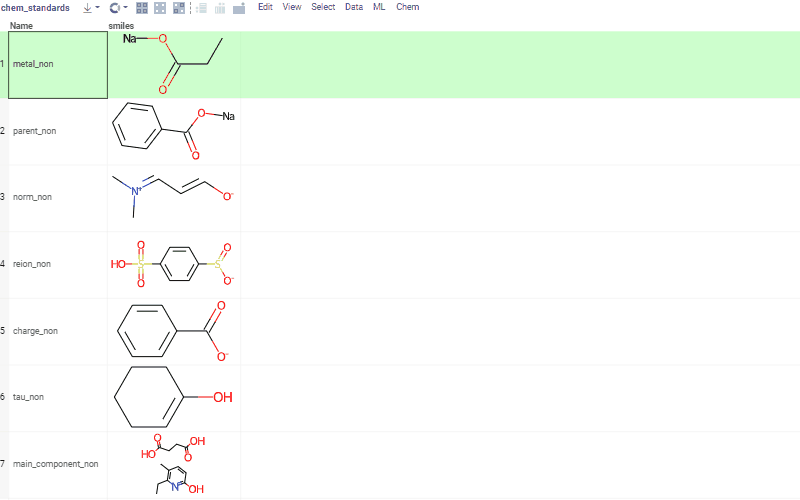 chem_standards Edit View Select Data ML Chem
Name smiles
1 metal_non
Na O
O
2 parent_non
O Na
O
3 norm_non
N+ O-
4 reion_non
O O
HO S S
O O-
5 charge_non
O
O-
6 tau_non
OH
7 main_component_non
O OH
HO O
N OH